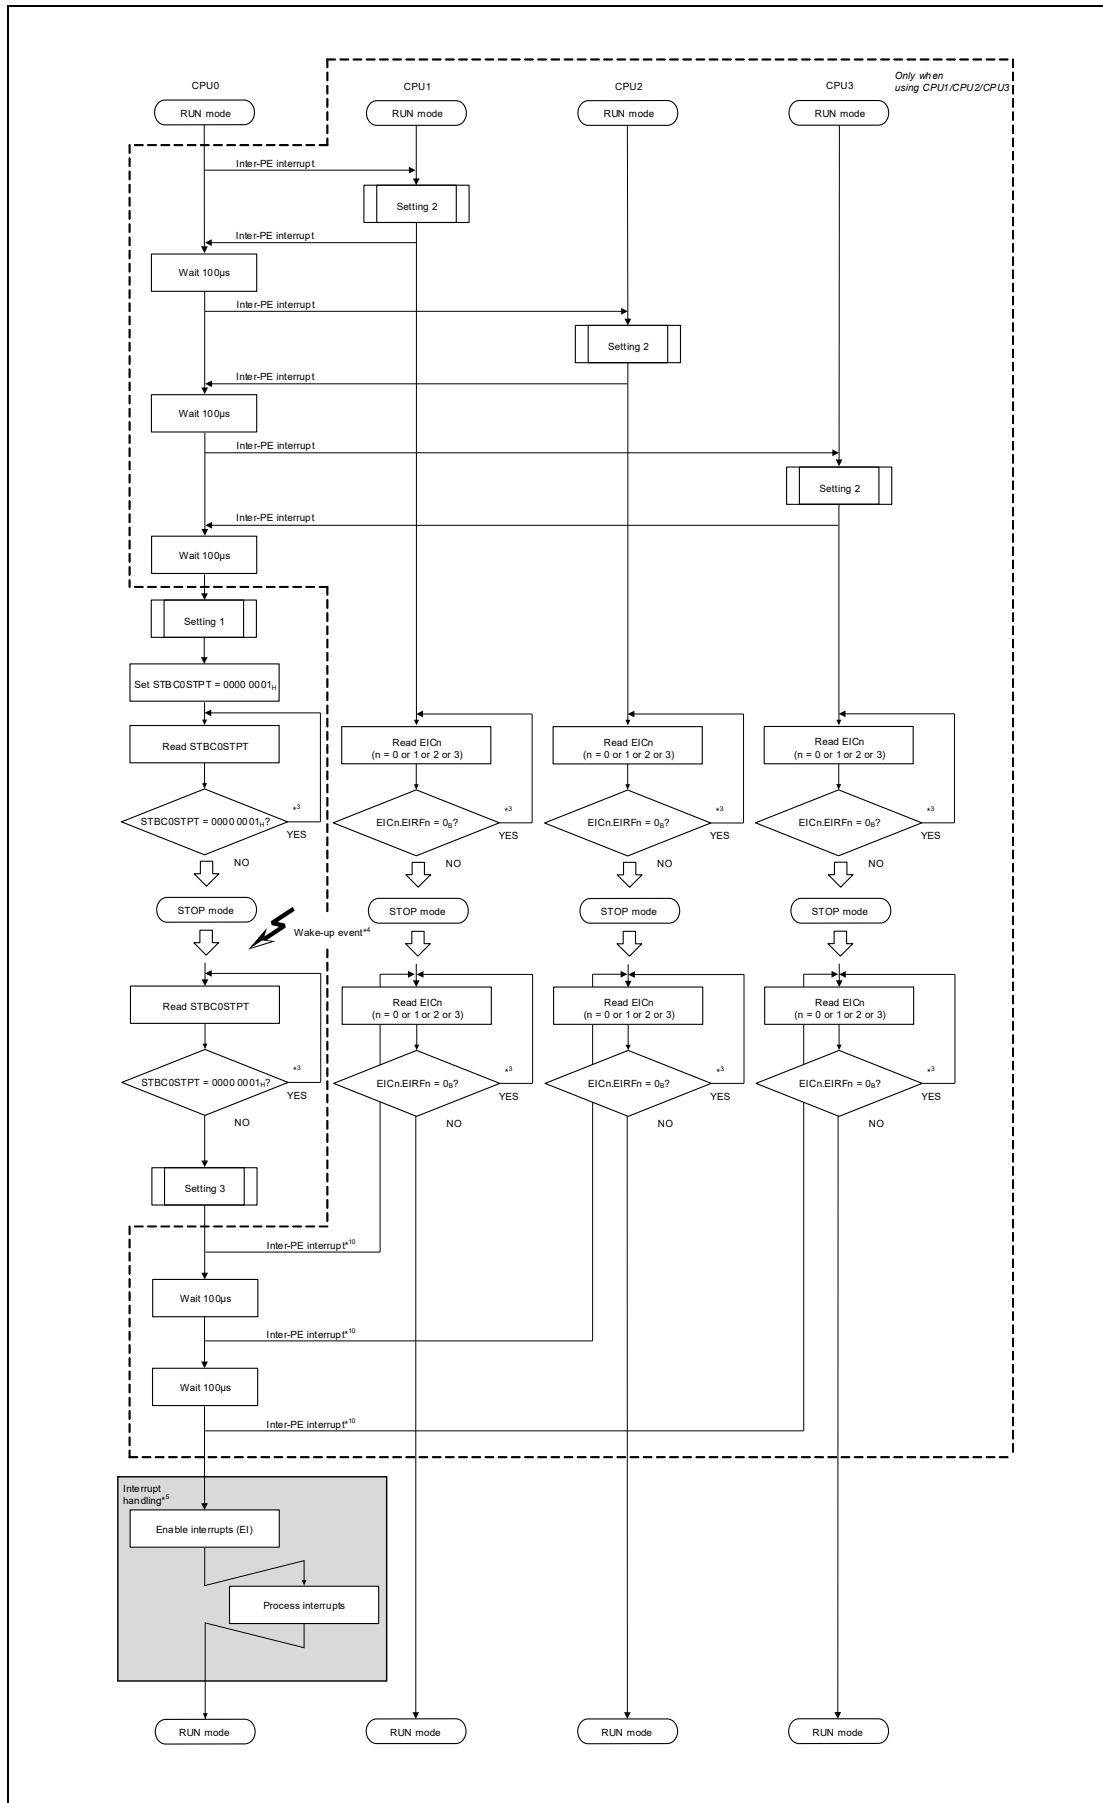 Only when
using CPU1/CPU2/CPU3
CPU0
CPU1
CPU2
CPU3
RUN mode
RUN mode
RUN mode
RUN mode
Inter-PE interrupt
Setting 2
Inter-PE interrupt
Wait 100µs
Inter-PE interrupt
Setting 2
Inter-PE interrupt
Wait 100µs
Inter-PE interrupt
Setting 2
Inter-PE interrupt
Wait 100µs
Setting 1
Set STBC0STPT = 0000 0001H
Read STBC0STPT
Read EICn
(n = 0 or 1 or 2 or 3)
Read EICn
(n = 0 or 1 or 2 or 3)
Read EICn
(n = 0 or 1 or 2 or 3)
STBC0STPT = 0000 0001H?
*3
YES
NO
EICn.EIRFn = 0B?
*3
YES
NO
EICn.EIRFn = 0B?
*3
YES
NO
EICn.EIRFn = 0B?
*3
YES
NO
STOP mode
STOP mode
STOP mode
STOP mode
Wake-up event*4
Read STBC0STPT
Read EICn
(n = 0 or 1 or 2 or 3)
Read EICn
(n = 0 or 1 or 2 or 3)
Read EICn
(n = 0 or 1 or 2 or 3)
STBC0STPT = 0000 0001H?
*3
YES
NO
EICn.EIRFn = 0B?
*3
YES
NO
EICn.EIRFn = 0B?
*3
YES
NO
EICn.EIRFn = 0B?
*3
YES
NO
Setting 3
Inter-PE interrupt*10
Wait 100µs
Inter-PE interrupt*10
Wait 100µs
Inter-PE interrupt*10
Interrupt
handling*5
Enable interrupts (EI)
Process interrupts
RUN mode
RUN mode
RUN mode
RUN mode